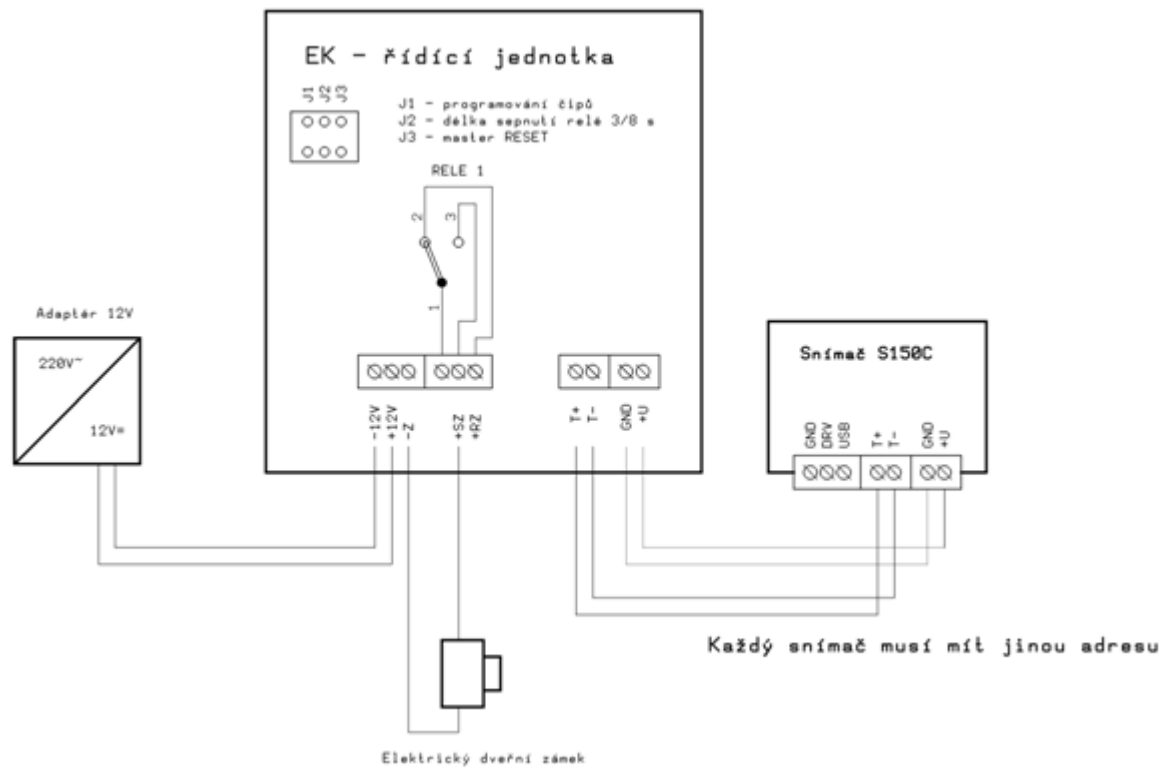 EK - řídící jednotka
J1 J2 J3
J1 - programování čipů
J2 - délka sepnutí relé 3/8 s
J3 - master RESET
RELE 1
2 3
1
Adaptér 12V
220V~
12V=
-12V +12V -Z +SZ +RZ T+ T- GND +U
Snímač S150C
GND DRV USB T+ T- GND +U
Každý snímač musí mít jinou adresu
Elektrický dveřní zámek